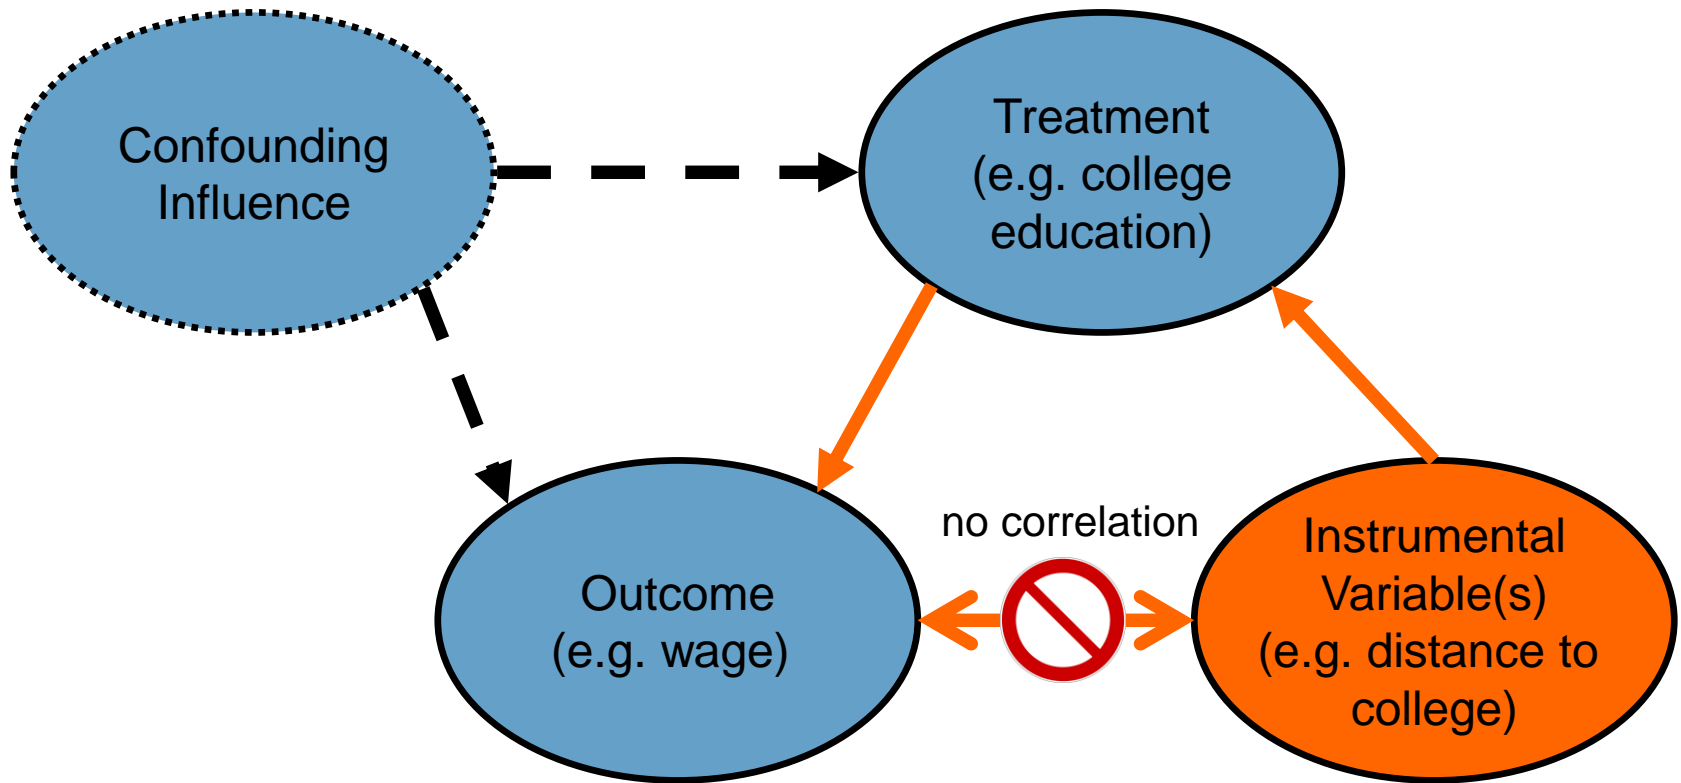 Confounding
Influence
Treatment
(e.g. college
education)
no correlation
Outcome
(e.g. wage)
Instrumental
Variable(s)
(e.g. distance to
college)